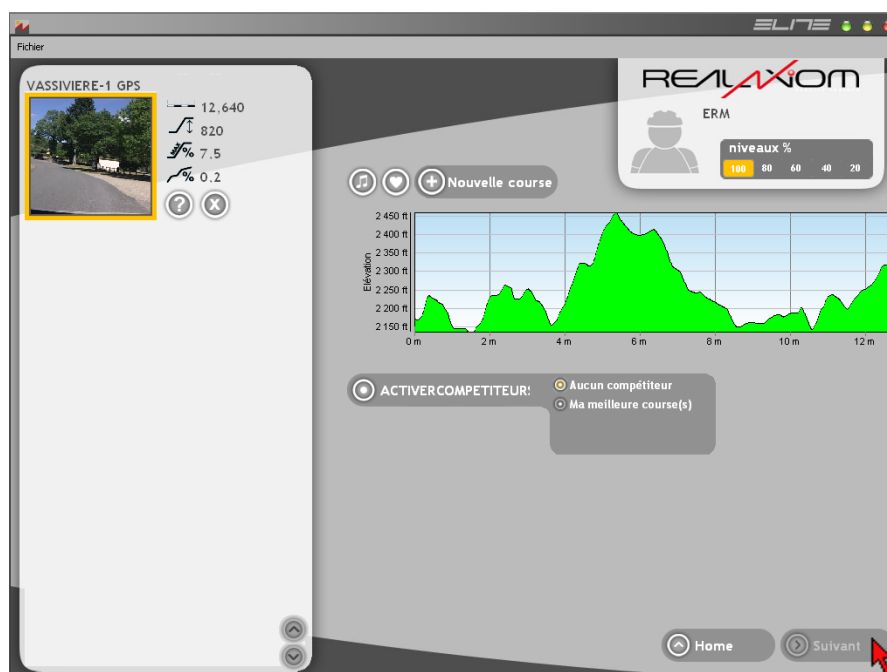 ELITE
Fichier
VASSIVIERE-1 GPS
12,640
820
7.5
0.2
REALAXIOM
ERM
niveaux %
100 80 60 40 20
Nouvelle course
Elévation
2 450 ft
2 400 ft
2 350 ft
2 300 ft
2 250 ft
2 200 ft
2 150 ft
0 m 2 m 4 m 6 m 8 m 10 m 12 m
ACTIVERCOMPETITEURS
Aucun compétiteur
Ma meilleure course(s)
Home
Suivant